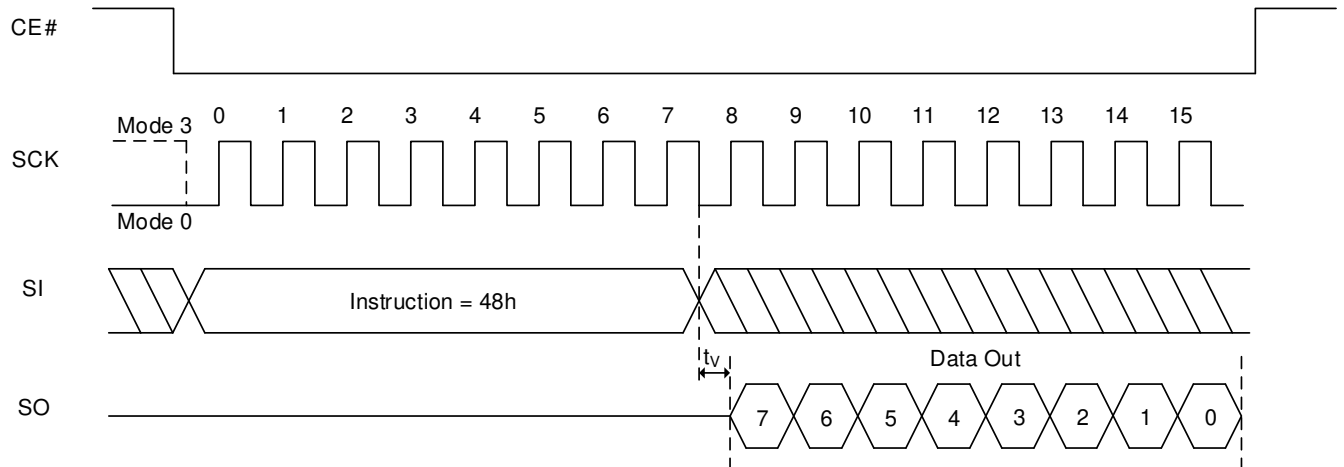 CE#
Mode 3
0 1 2 3 4 5 6 7 8 9 10 11 12 13 14 15
SCK
Mode 0
SI
Instruction = 48h
tV
Data Out
SO
7 6 5 4 3 2 1 0